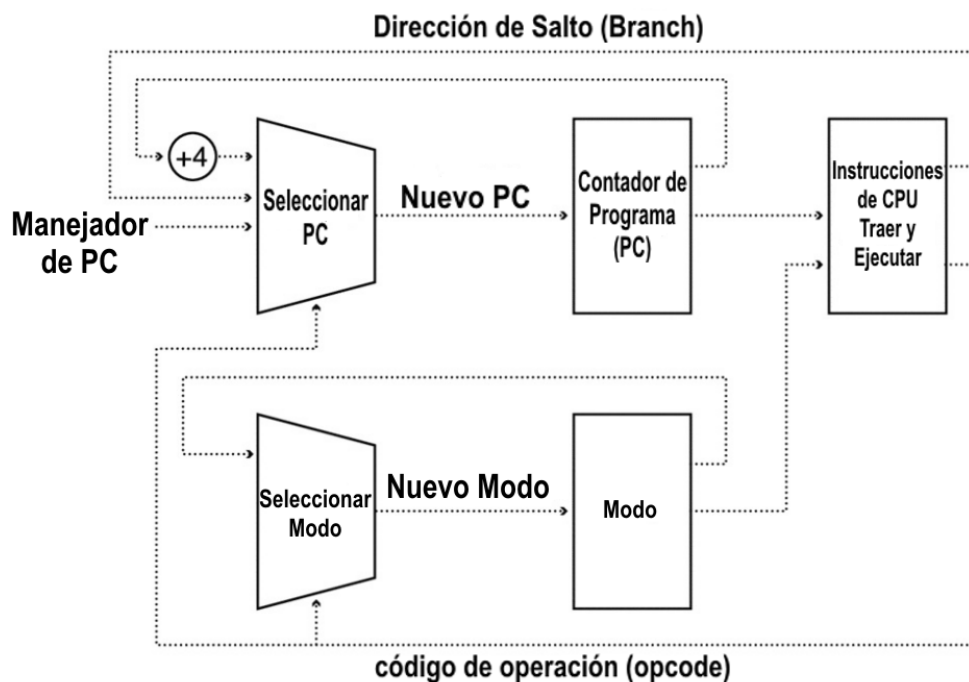 Dirección de Salto (Branch)
+4
Seleccionar
PC
Manejador
de PC
Nuevo PC
Contador de
Programa
(PC)
Instrucciones
de CPU
Traer y
Ejecutar
Seleccionar
Modo
Nuevo Modo
Modo
código de operación (opcode)